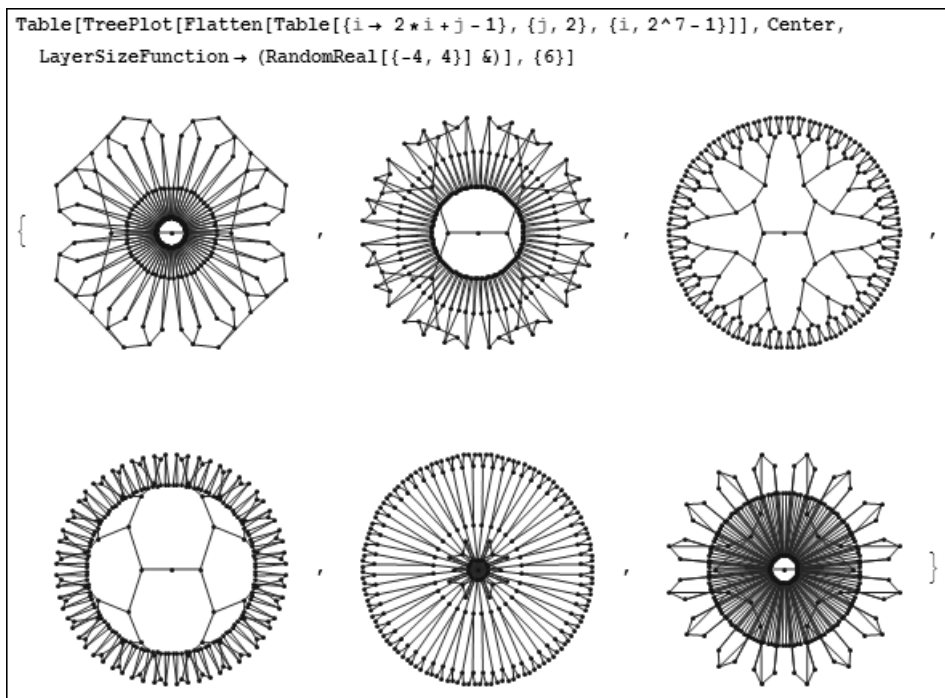 Table[TreePlot[Flatten[Table[{i → 2 * i + j - 1}, {j, 2}, {i, 2^7 - 1}]], Center,
LayerSizeFunction → (RandomReal[{-4, 4}] &)], {6}]
{ , , ,
, , }